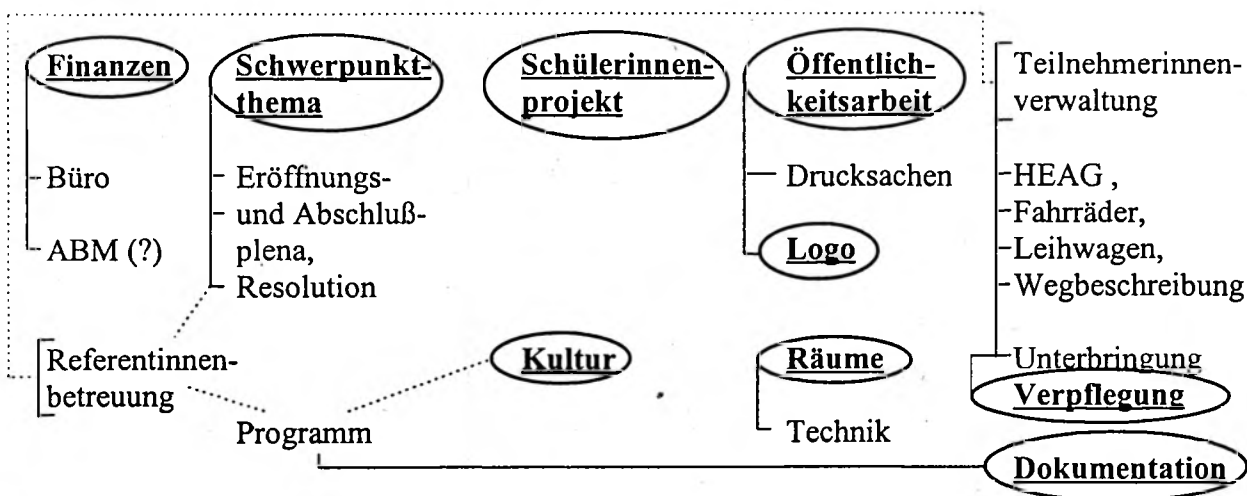 Finanzen
Büro
ABM (?)
Schwerpunkt-
thema
Eröffnungs-
und Abschluß-
plena,
Resolution
Schülerinnen-
projekt
Öffentlich-
keitsarbeit
Drucksachen
Logo
Teilnehmerinnen-
verwaltung
HEAG ,
Fahrräder,
Leihwagen,
Wegbeschreibung
Unterbringung
Verpflegung
Referentinnen-
betreuung
Programm
Kultur
Räume
Technik
Dokumentation